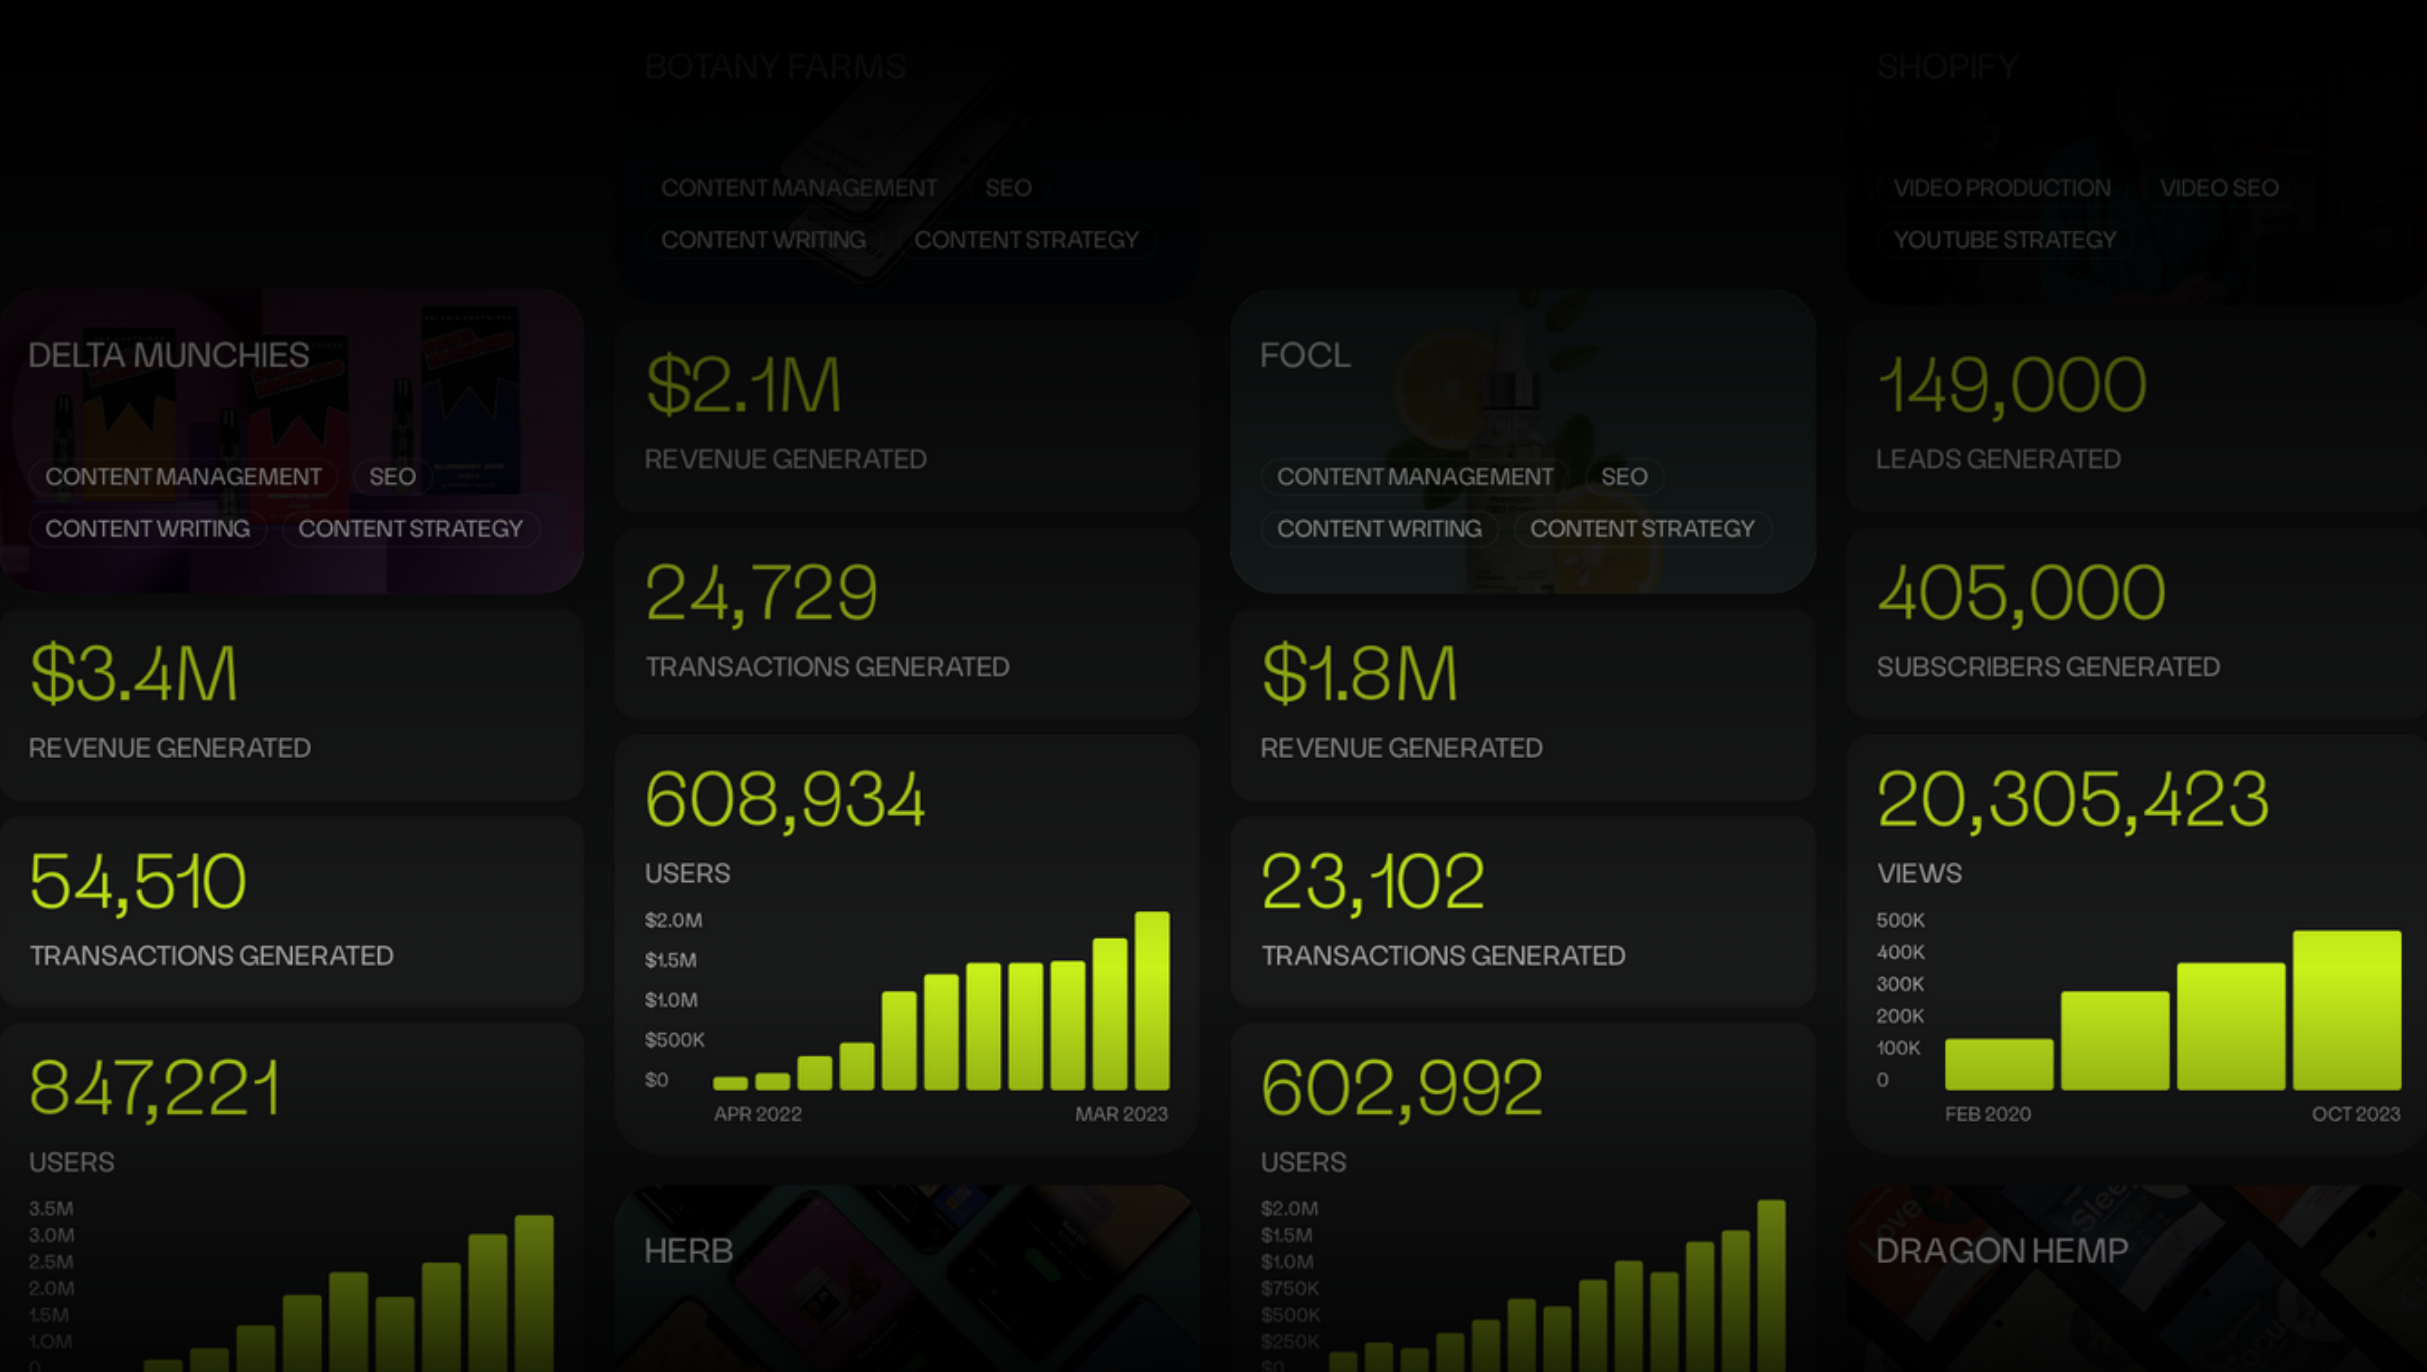 DELTA MUNCHIES
CONTENT MANAGEMENT
SEO
CONTENT WRITING
CONTENT STRATEGY
$3.4M
REVENUE GENERATED
54,510
TRANSACTIONS GENERATED
847,221
USERS
3.5M
3.0M
2.5M
2.0M
1.5M
1.0M
0
BOTANY FARMS
CONTENT MANAGEMENT
SEO
CONTENT WRITING
CONTENT STRATEGY
$2.1M
REVENUE GENERATED
24,729
TRANSACTIONS GENERATED
608,934
USERS
$2.0M
$1.5M
$1.0M
$500K
$0
APR 2022
MAR 2023
HERB
FOCL
CONTENT MANAGEMENT
SEO
CONTENT WRITING
CONTENT STRATEGY
$1.8M
REVENUE GENERATED
23,102
TRANSACTIONS GENERATED
602,992
USERS
$2.0M
$1.5M
$1.0M
$750K
$500K
$250K
$0
SHOPIFY
VIDEO PRODUCTION
VIDEO SEO
YOUTUBE STRATEGY
149,000
LEADS GENERATED
405,000
SUBSCRIBERS GENERATED
20,305,423
VIEWS
500K
400K
300K
200K
100K
0
FEB 2020
OCT 2023
DRAGON HEMP
Love